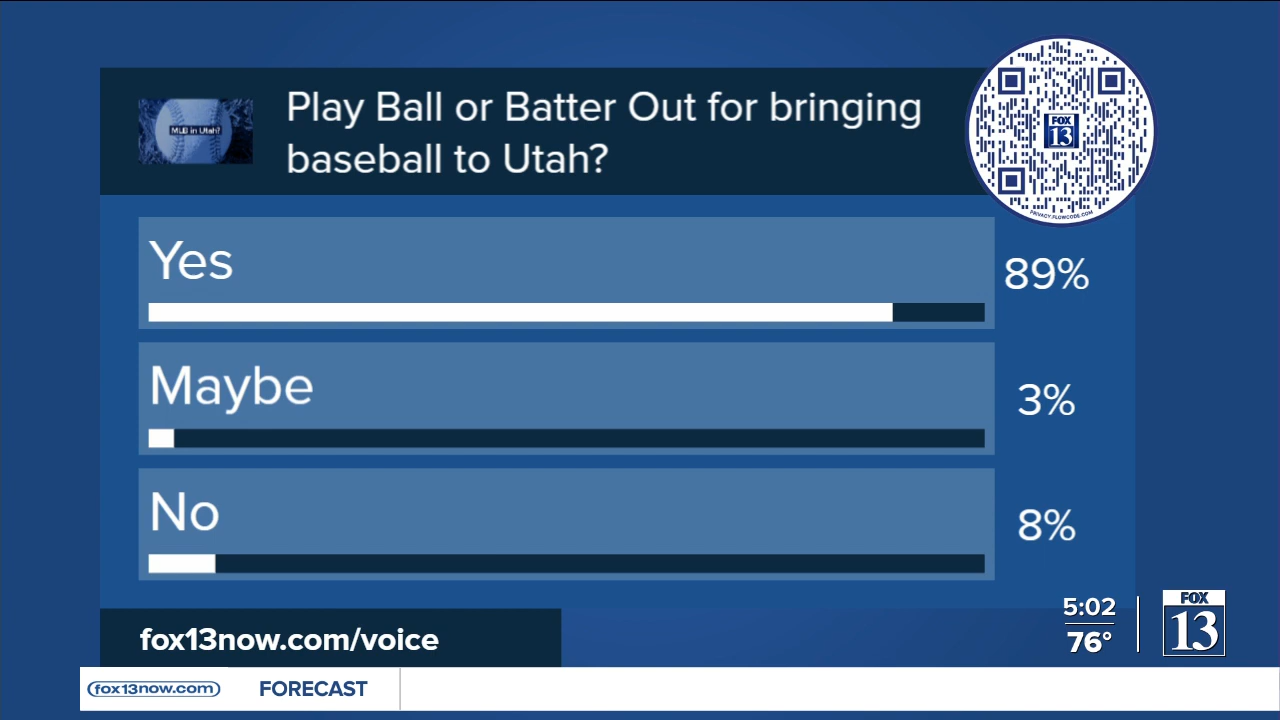 MLB in Utah?
Play Ball or Batter Out for bringing
baseball to Utah?
FOX
13
PRIVACY.FLOWCODE.COM
Yes
89%
Maybe
3%
No
8%
fox13now.com/voice
5:02
76°
FOX
13
fox13now.com
FORECAST